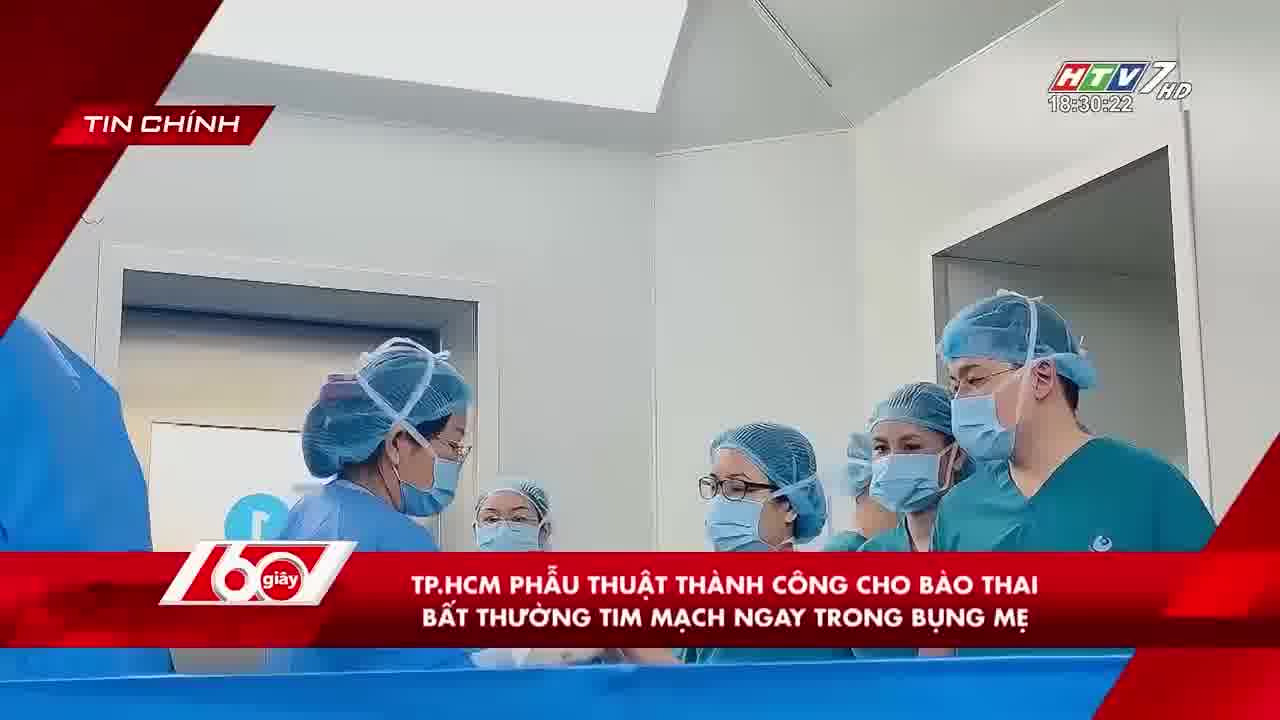 HTV7 HD
18:30:22
TIN CHÍNH
1
60 giây
TP.HCM PHẪU THUẬT THÀNH CÔNG CHO BÀO THAI
BẤT THƯỜNG TIM MẠCH NGAY TRONG BỤNG MẸ